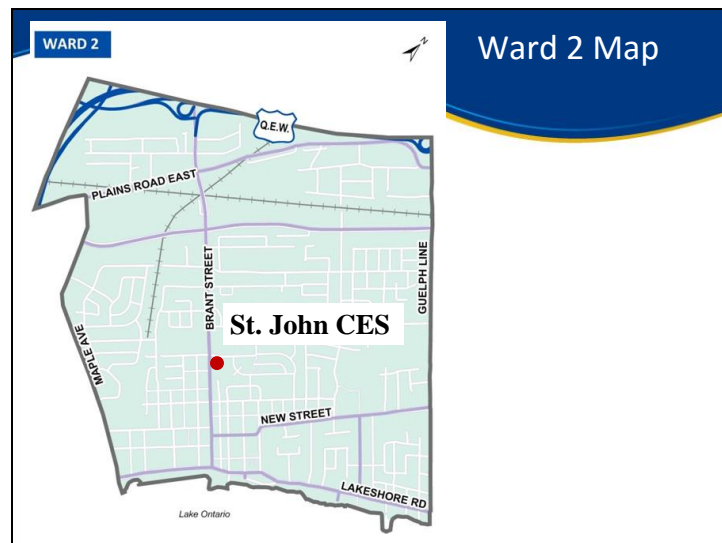 WARD 2
N
Ward 2 Map
Q.E.W.
PLAINS ROAD EAST
BRANT STREET
GUELPH LINE
St. John CES
MAPLE AVE
NEW STREET
LAKESHORE RD
Lake Ontario